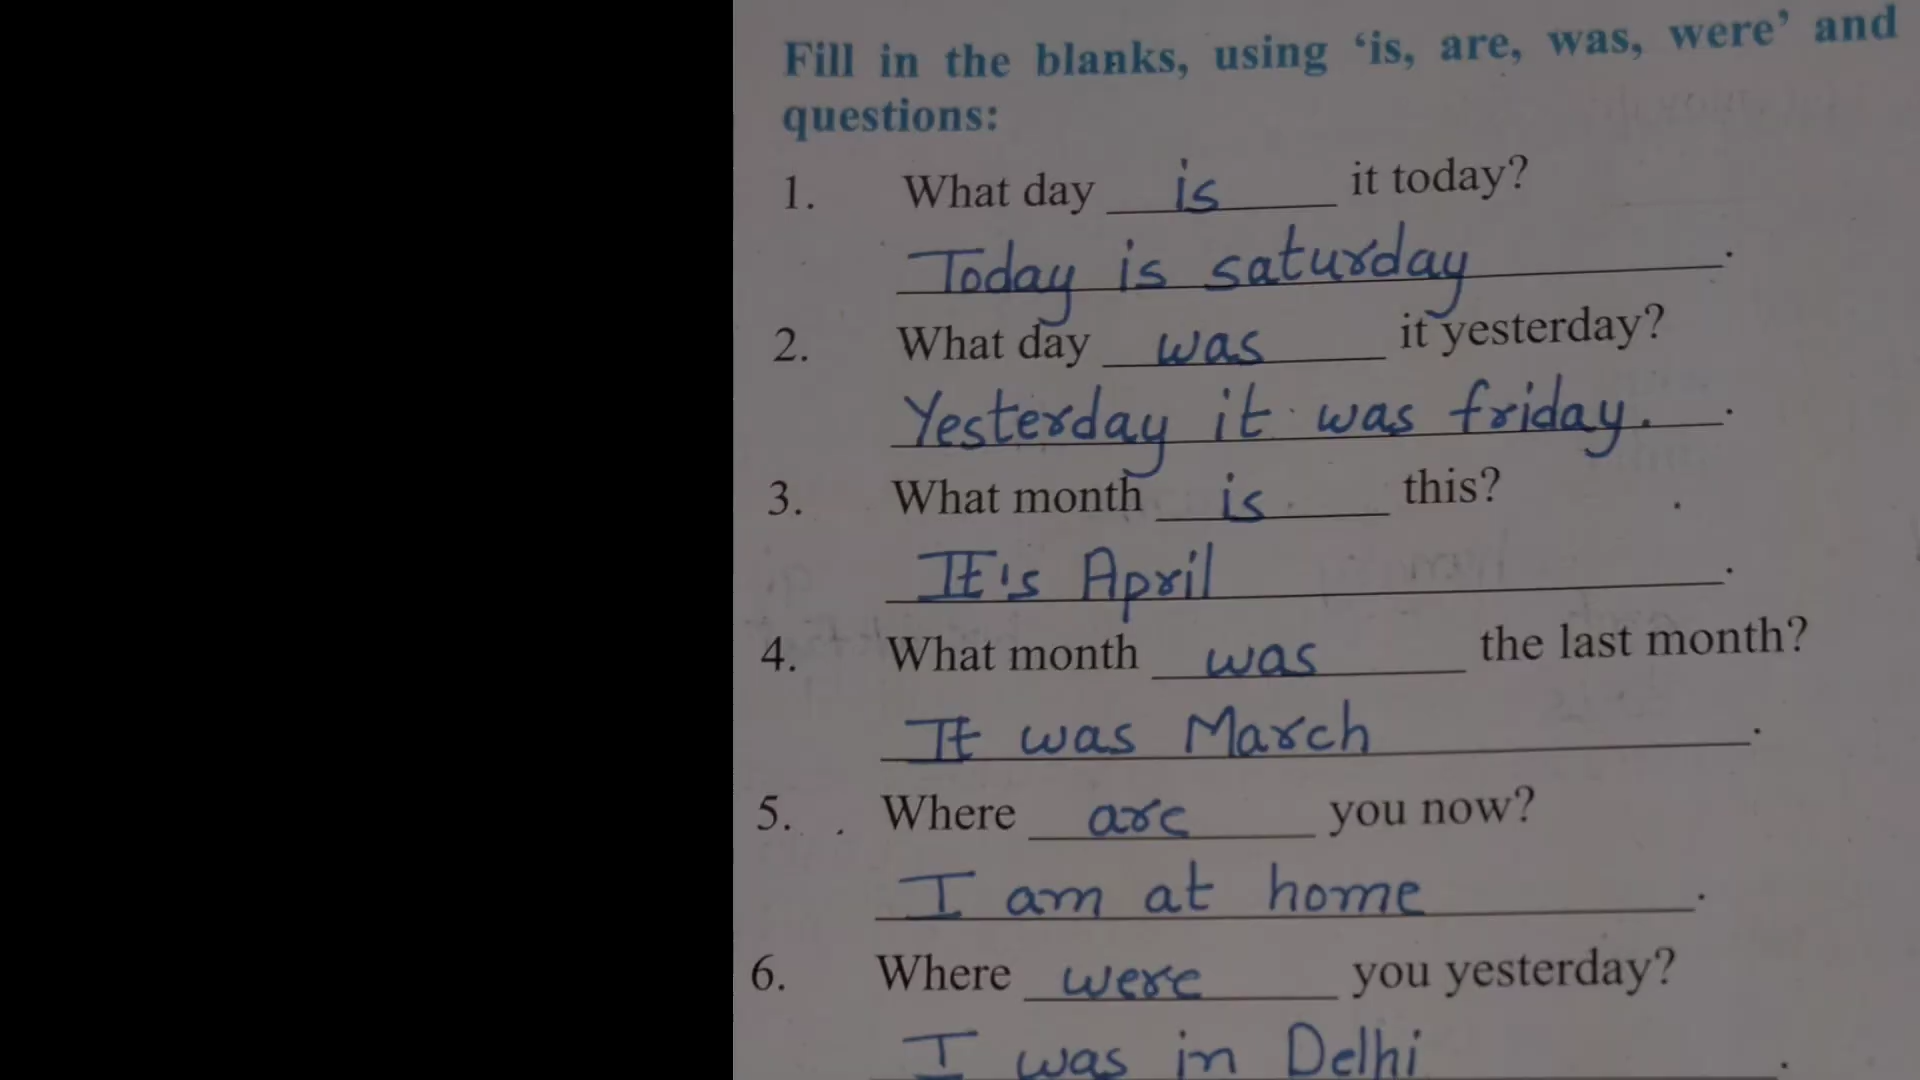 Fill in the blanks, using ‘is, are, was, were’ and
questions:
1. What day is it today?
Today is saturday.
2. What day was it yesterday?
Yesterday it was friday. .
3. What month is this?
It's April.
4. What month was the last month?
It was March.
5. Where are you now?
I am at home.
6. Where were you yesterday?
I was in Delhi.